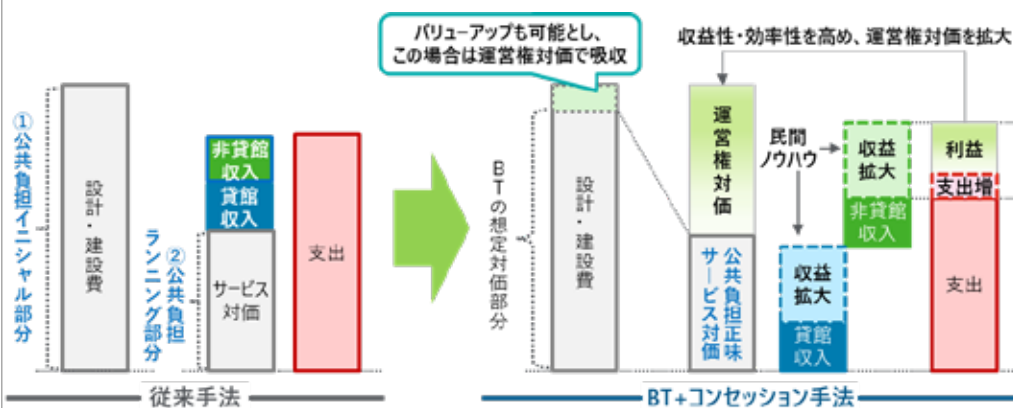 バリューアップも可能とし、
この場合は運営権対価で吸収
収益性・効率性を高め、運営権対価を拡大
①公共負担イニシャル部分
設計・建設費
②公共負担
ランニング部分
非貸館
収入
貸館
収入
サービス
対価
支出
従来手法
BTの想定対価部分
設計・建設費
運営権対価
公共負担正味
サービス対価
民間
ノウハウ
収益
拡大
貸館
収入
収益
拡大
非貸館
収入
利益
支出増
支出
BT+コンセッション手法